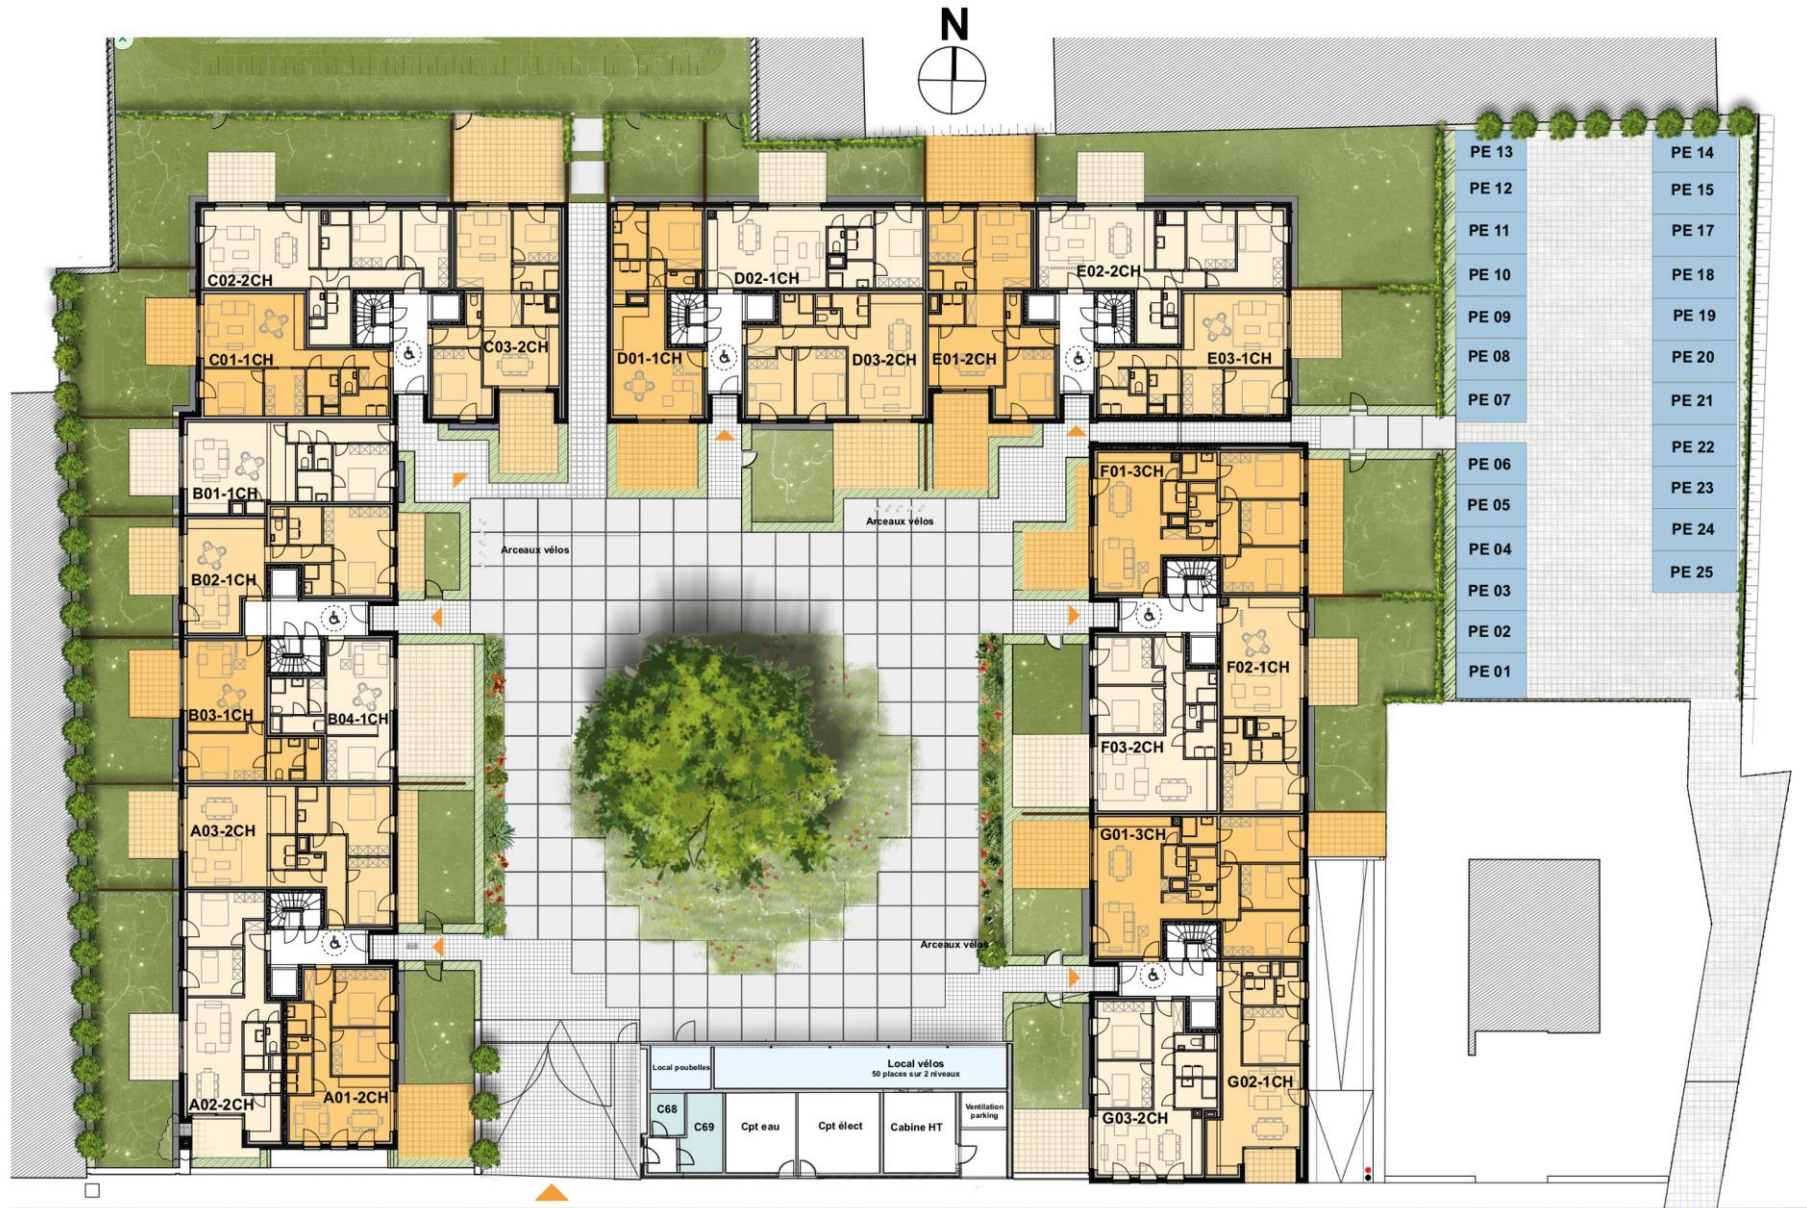 N
PE 13
PE 14
PE 12
PE 15
PE 11
PE 17
PE 10
PE 18
PE 09
PE 19
PE 08
PE 20
PE 07
PE 21
PE 22
PE 06
PE 23
PE 05
PE 24
PE 04
PE 25
PE 03
PE 02
PE 01
C02-2CH
C01-1CH
C03-2CH
D01-1CH
D02-1CH
D03-2CH
E01-2CH
E02-2CH
E03-1CH
B01-1CH
B02-1CH
B03-1CH
B04-1CH
A03-2CH
A02-2CH
A01-2CH
Arceaux vélos
Arceaux vélos
Arceaux vélos
F01-3CH
F02-1CH
F03-2CH
G01-3CH
G02-1CH
G03-2CH
Local poubelles
Local vélos
50 places sur 2 niveaux
C68
C69
Cpt eau
Cpt élect
Cabine HT
Ventilation
parking